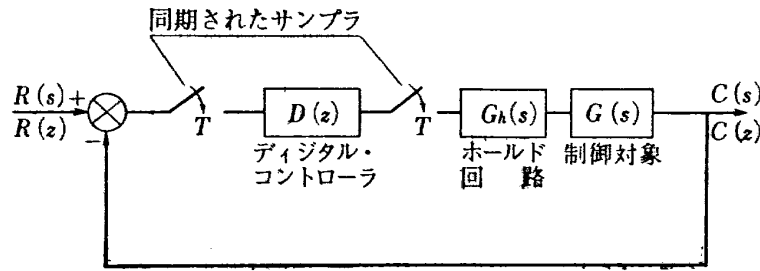 同期されたサンプラ
R(s) +
R(z)
−
T
D(z)
ディジタル・
コントローラ
T
Gh(s)
ホールド
回路
G(s)
制御対象
C(s)
C(z)